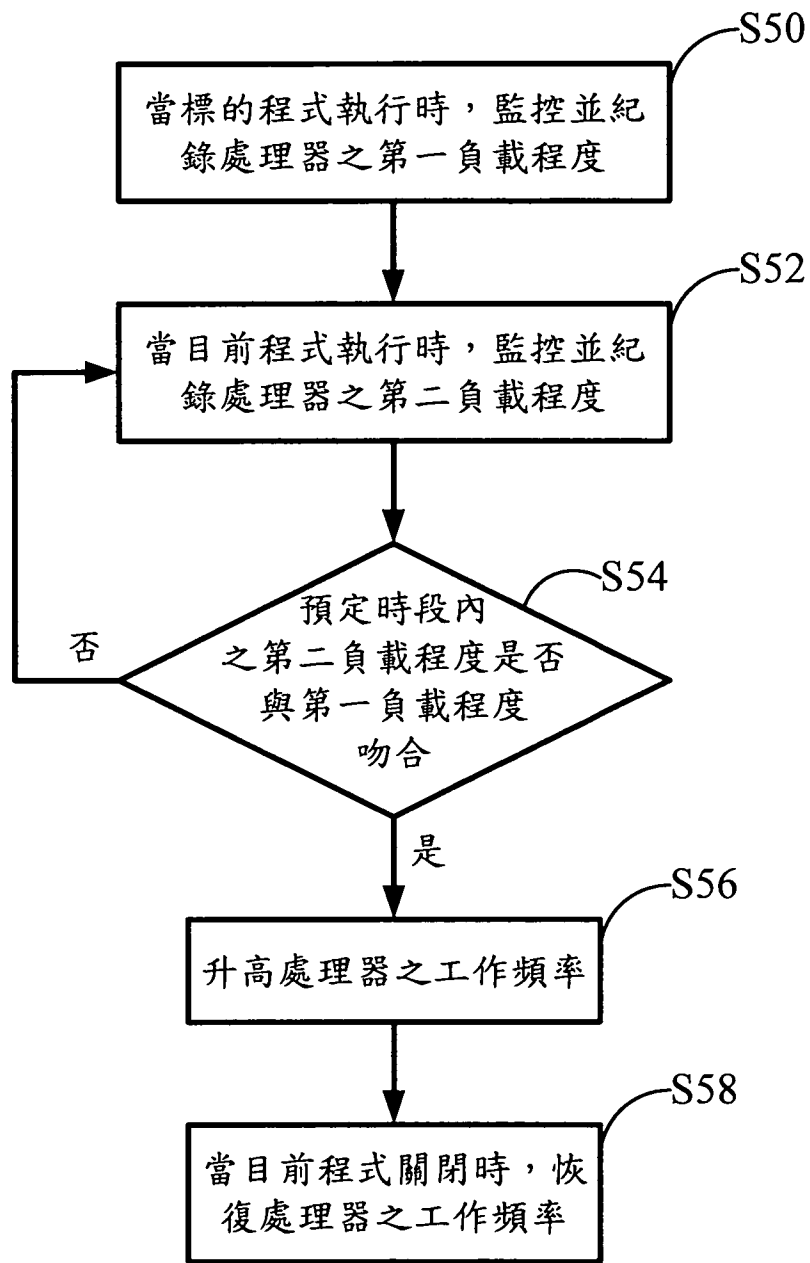 S50
當標的程式執行時，監控並紀
錄處理器之第一負載程度
S52
當目前程式執行時，監控並紀
錄處理器之第二負載程度
S54
預定時段內
之第二負載程度是否
與第一負載程度
吻合
否
是
S56
升高處理器之工作頻率
S58
當目前程式關閉時，恢
復處理器之工作頻率